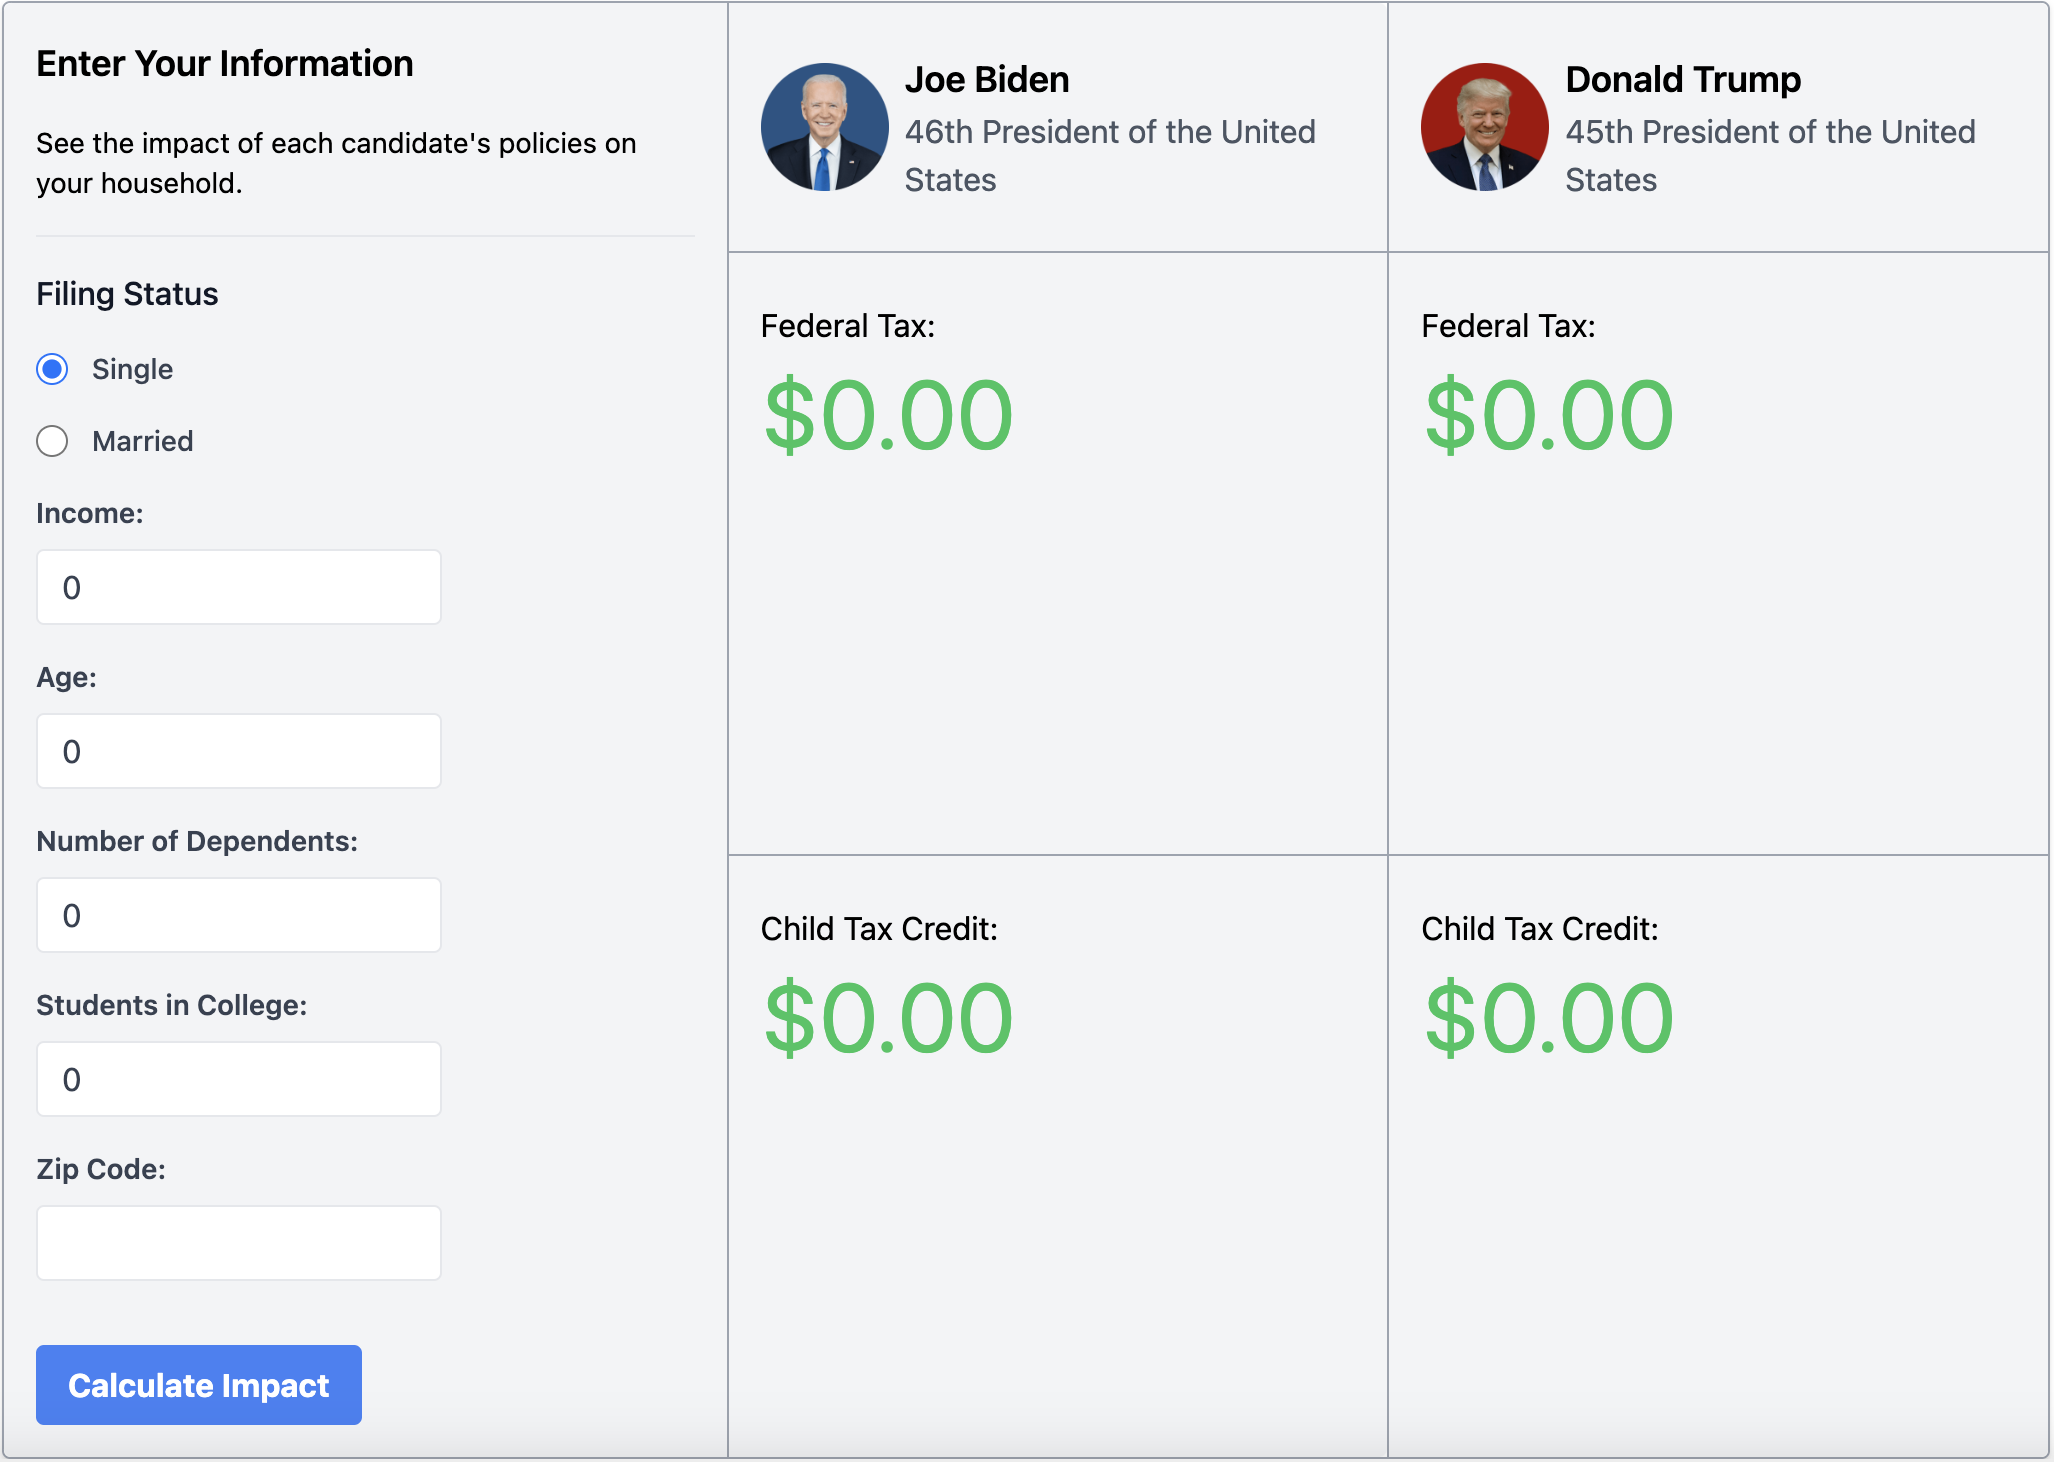 Enter Your Information
See the impact of each candidate's policies on
your household.
Filing Status
Single
Married
Income:
0
Age:
0
Number of Dependents:
0
Students in College:
0
Zip Code:
Calculate Impact
Joe Biden
46th President of the United
States
Federal Tax:
$0.00
Child Tax Credit:
$0.00
Donald Trump
45th President of the United
States
Federal Tax:
$0.00
Child Tax Credit:
$0.00